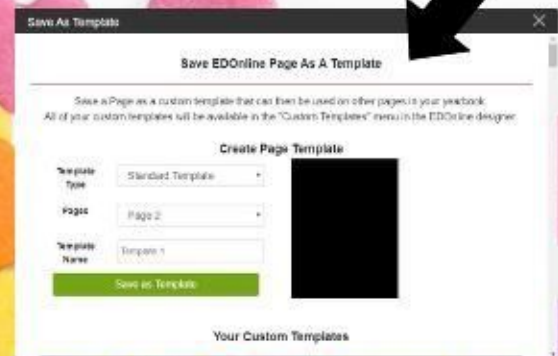 Save As Template
Save EDOnline Page As A Template
Save a Page as a custom template that can then be used on other pages in your yearbook.
All of your custom templates will be available in the "Custom Templates" menu in the EDOnline designer
Create Page Template
Template Type
Standard Template
Pages
Page 2
Template Name
Template 1
Save as Template
Your Custom Templates